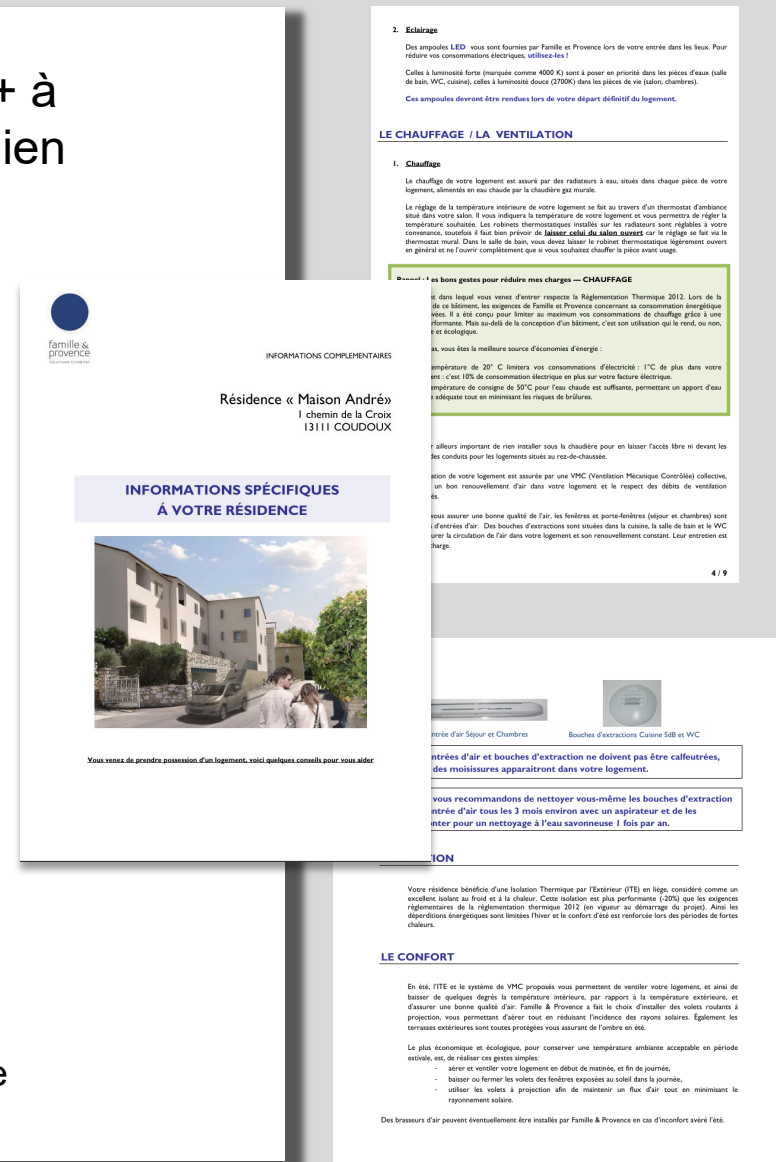 + à
ien
e
2. Eclairage
Des ampoules LED vous sont fournies par Famille et Provence lors de votre entrée dans les lieux. Pour
réduire vos consommations électriques, utilisez-les !
Celles à luminosité forte (marquée comme 4000 K) sont à poser en priorité dans les pièces d'eaux (salle
de bain, WC, cuisine), celles à luminosité douce (2700K) dans les pièces de vie (salon, chambres).
Ces ampoules devront être rendues lors de votre départ définitif du logement.
LE CHAUFFAGE / LA VENTILATION
1. Chauffage
Le chauffage de votre logement est assuré par des radiateurs à eau, situés dans chaque pièce de votre
logement, alimentés en eau chaude par la chaudière gaz murale.
Le réglage de la température intérieure de votre logement se fait au travers d'un thermostat d'ambiance
situé dans votre salon. Il vous indiquera la température de votre logement et vous permettra de régler la
température souhaitée. Les robinets thermostatiques installés sur les radiateurs sont réglables à votre
convenance, toutefois il faut bien prévoir de laisser celui du salon ouvert car le réglage se fait via le
thermostat mural. Dans le salle de bain, vous devez laisser le robinet thermostatique légèrement ouvert
en général et ne l'ouvrir complètement que si vous souhaitez chauffer la pièce avant usage.
Rappel : Les bons gestes pour réduire mes charges — CHAUFFAGE
t dans lequel vous venez d'entrer respecte la Réglementation Thermique 2012. Lors de la
de ce bâtiment, les exigences de Famille et Provence concernant sa consommation énergétique
vées. Il a été conçu pour limiter au maximum vos consommations de chauffage grâce à une
erformante. Mais au-delà de la conception d'un bâtiment, c'est son utilisation qui le rend, ou non,
e et écologique.
as, vous êtes la meilleure source d'économies d'énergie :
empérature de 20° C limitera vos consommations d'électricité : 1°C de plus dans votre
ent : c'est 10% de consommation électrique en plus sur votre facture électrique.
empérature de consigne de 50°C pour l'eau chaude est suffisante, permettant un apport d'eau
e adéquate tout en minimisant les risques de brûlures.
r ailleurs important de rien installer sous la chaudière pour en laisser l'accès libre ni devant les
des conduits pour les logements situés au rez-de-chaussée.
ation de votre logement est assurée par une VMC (Ventilation Mécanique Contrôlée) collective,
un bon renouvellement d'air dans votre logement et le respect des débits de ventilation
és.
vous assurer une bonne qualité de l'air, les fenêtres et porte-fenêtres (séjour et chambres) sont
s d'entrées d'air. Des bouches d'extractions sont situées dans la cuisine, la salle de bain et le WC
urer la circulation de l'air dans votre logement et son renouvellement constant. Leur entretien est
charge.
4 / 9
famille &
provence
INFORMATIONS COMPLEMENTAIRES
Résidence « Maison André»
1 chemin de la Croix
13111 COUDOUX
INFORMATIONS SPÉCIFIQUES
Á VOTRE RÉSIDENCE
Vous venez de prendre possession d'un logement, voici quelques conseils pour vous aider
ntrée d'air Séjour et Chambres
Bouches d'extractions Cuisine SdB et WC
ntrées d'air et bouches d'extraction ne doivent pas être calfeutrées,
des moisissures apparaitront dans votre logement.
vous recommandons de nettoyer vous-même les bouches d'extraction
entrée d'air tous les 3 mois environ avec un aspirateur et de les
onter pour un nettoyage à l'eau savonneuse 1 fois par an.
ION
Votre résidence bénéficie d'une Isolation Thermique par l'Extérieur (ITE) en liège, considéré comme un
excellent isolant au froid et à la chaleur. Cette isolation est plus performante (-20%) que les exigences
règlementaires de la réglementation thermique 2012 (en vigueur au démarrage du projet). Ainsi les
déperditions énergétiques sont limitées l'hiver et le confort d'été est renforcée lors des périodes de fortes
chaleurs.
LE CONFORT
En été, l'ITE et le système de VMC proposés vous permettent de ventiler votre logement, et ainsi de
baisser de quelques degrés la température intérieure, par rapport à la température extérieure, et
d'assurer une bonne qualité d'air. Famille & Provence a fait le choix d'installer des volets roulants à
projection, vous permettant d'aérer tout en réduisant l'incidence des rayons solaires. Également les
terrasses extérieures sont toutes protégées vous assurant de l'ombre en été.
Le plus économique et écologique, pour conserver une température ambiante acceptable en période
estivale, est, de réaliser ces gestes simples:
- aérer et ventiler votre logement en début de matinée, et fin de journée,
- baisser ou fermer les volets des fenêtres exposées au soleil dans la journée,
- utiliser les volets à projection afin de maintenir un flux d'air tout en minimisant le
rayonnement solaire.
Des brasseurs d'air peuvent éventuellement être installés par Famille & Provence en cas d'inconfort avéré l'été.